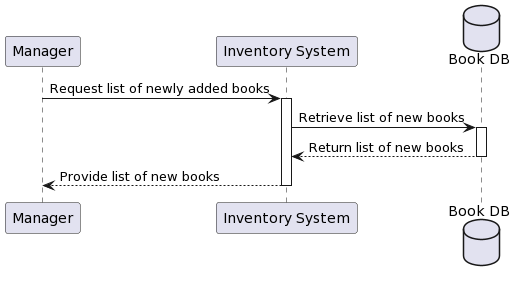 Manager
Inventory System
Book DB
Request list of newly added books
Retrieve list of new books
Return list of new books
Provide list of new books
Manager
Inventory System
Book DB